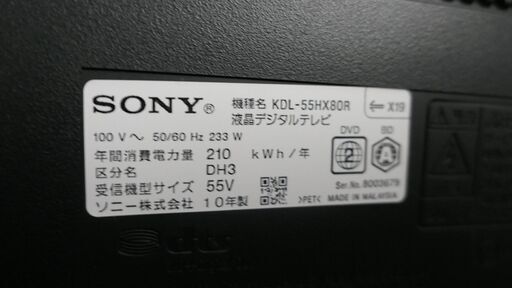 SONY® 機種名 KDL-55HX80R
液晶デジタルテレビ
X19
100 V～ 50/60 Hz 233 W
年間消費電力量 210 kWh/年
区分名 DH3
受信機型サイズ 55V
ソニー株式会社 10年製
DVD BD
2 A
Ser.No. 8003679
>PET< MADE IN MALAYSIA
dts